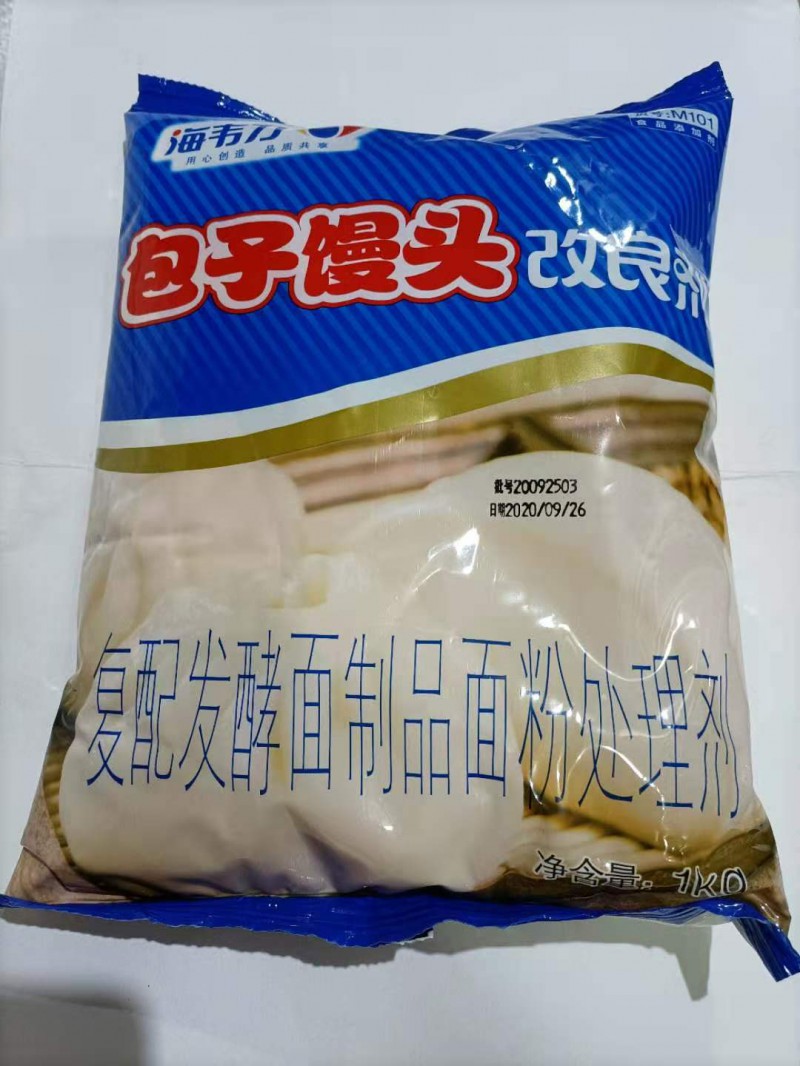 海韦力
用心创造 品质共享
型号:M101
食品添加剂
包子馒头改良剂
批号20092503
日期2020/09/26
复配发酵面制品面粉处理剂
净含量:1KG